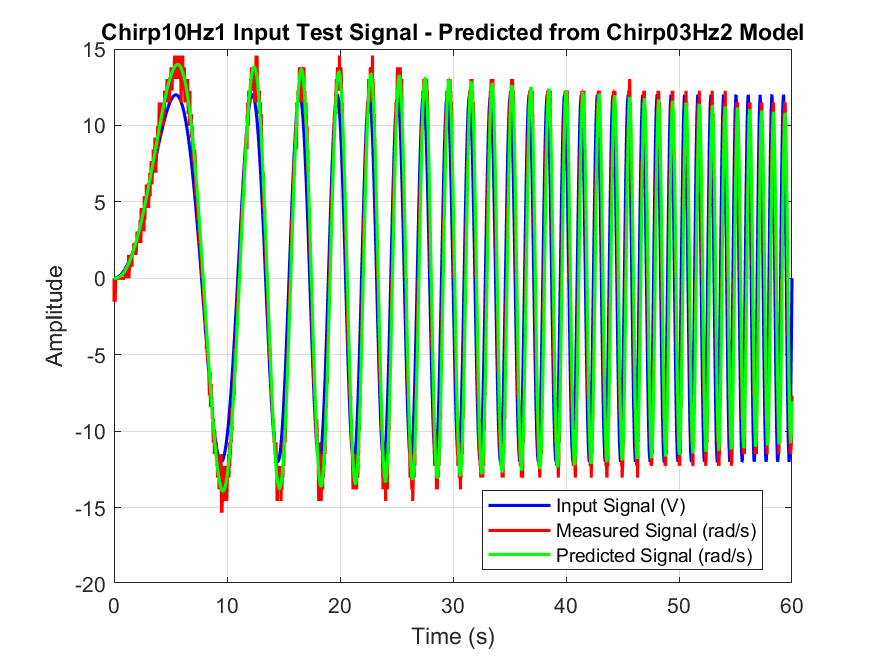 Chirp10Hz1 Input Test Signal - Predicted from Chirp03Hz2 Model
15
10
5
0
-5
-10
-15
-20
Amplitude
Input Signal (V)
Measured Signal (rad/s)
Predicted Signal (rad/s)
0 10 20 30 40 50 60
Time (s)